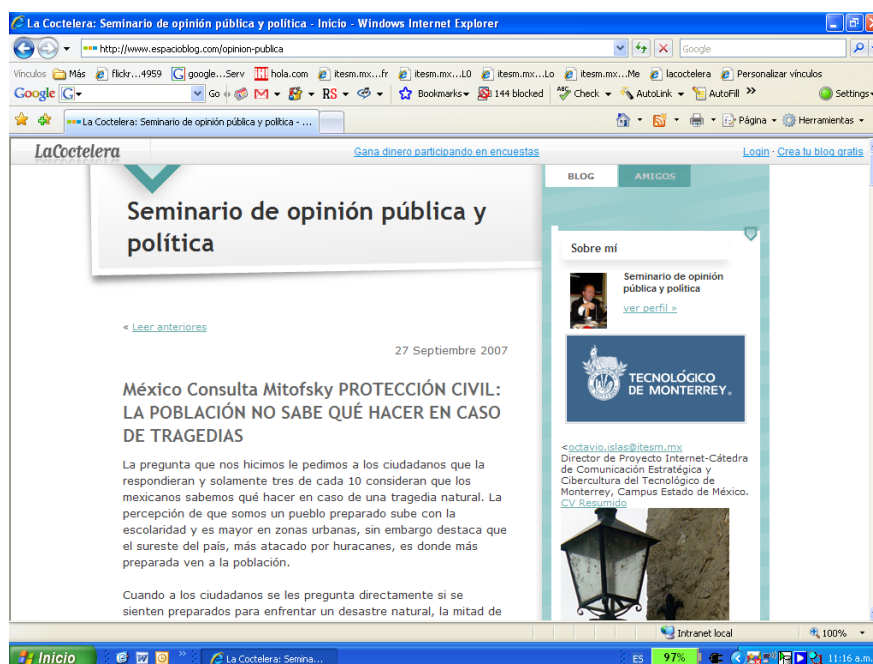 La Coctelera: Seminario de opinión pública y política - Inicio - Windows Internet Explorer
http://www.espacioblog.com/opinion-publica
Google
Vínculos Más flickr...4959 googleServ hola.com itesm.mx...fr itesm.mx...L0 itesm.mx...Lo itesm.mx...Me lacoctelera Personalizar vínculos
Google G Go RS Bookmarks 144 blocked Check AutoLink AutoFill Settings
La Coctelera: Seminario de opinión pública y política - ... Página Herramientas
LaCoctelera Gana dinero participando en encuestas Login · Crea tu blog gratis
BLOG AMIGOS
Seminario de opinión pública y
política
Sobre mí
Seminario de opinión
pública y política
ver perfil »
« Leer anteriores
27 Septiembre 2007
TECNOLÓGICO
DE MONTERREY.
México Consulta Mitofsky PROTECCIÓN CIVIL:
LA POBLACIÓN NO SABE QUÉ HACER EN CASO
DE TRAGEDIAS
La pregunta que nos hicimos le pedimos a los ciudadanos que la
respondieran y solamente tres de cada 10 consideran que los
mexicanos sabemos qué hacer en caso de una tragedia natural. La
percepción de que somos un pueblo preparado sube con la
escolaridad y es mayor en zonas urbanas, sin embargo destaca que
el sureste del país, más atacado por huracanes, es donde más
preparada ven a la población.
Cuando a los ciudadanos se les pregunta directamente si se
sienten preparados para enfrentar un desastre natural, la mitad de
<octavio.islas@itesm.mx
Director de Proyecto Internet-Cátedra
de Comunicación Estratégica y
Cibercultura del Tecnológico de
Monterrey, Campus Estado de México.
CV Resumido
Intranet local 100%
Inicio La Coctelera: Semina... ES 97% 11:16 a.m.